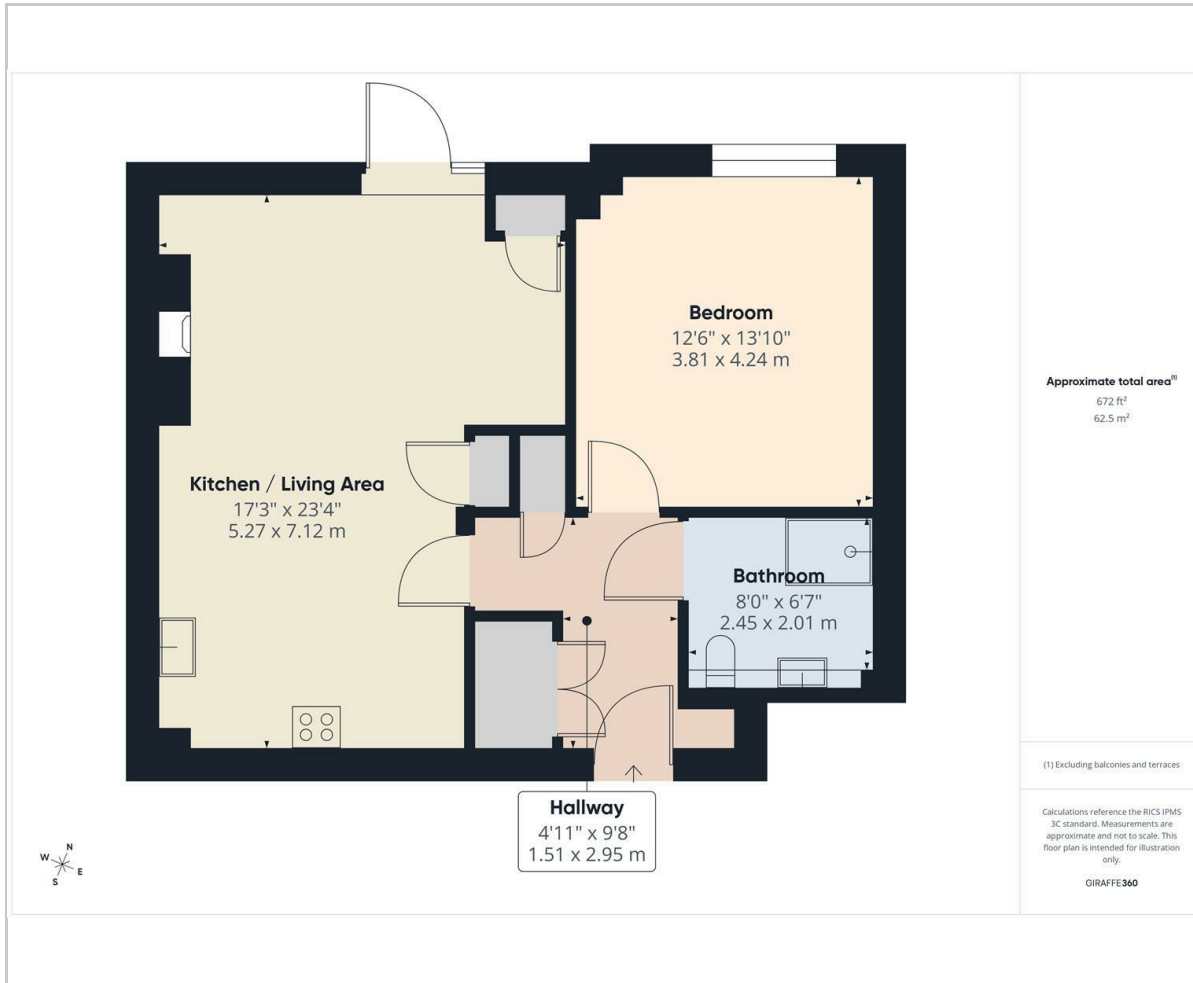 Bedroom
12'6" x 13'10"
3.81 x 4.24 m
Kitchen / Living Area
17'3" x 23'4"
5.27 x 7.12 m
Bathroom
8'0" x 6'7"
2.45 x 2.01 m
Hallway
4'11" x 9'8"
1.51 x 2.95 m
N
W
E
S
Approximate total area(1)
672 ft²
62.5 m²
(1) Excluding balconies and terraces
Calculations reference the RICS IPMS
3C standard. Measurements are
approximate and not to scale. This
floor plan is intended for illustration
only.
GIRAFFE360